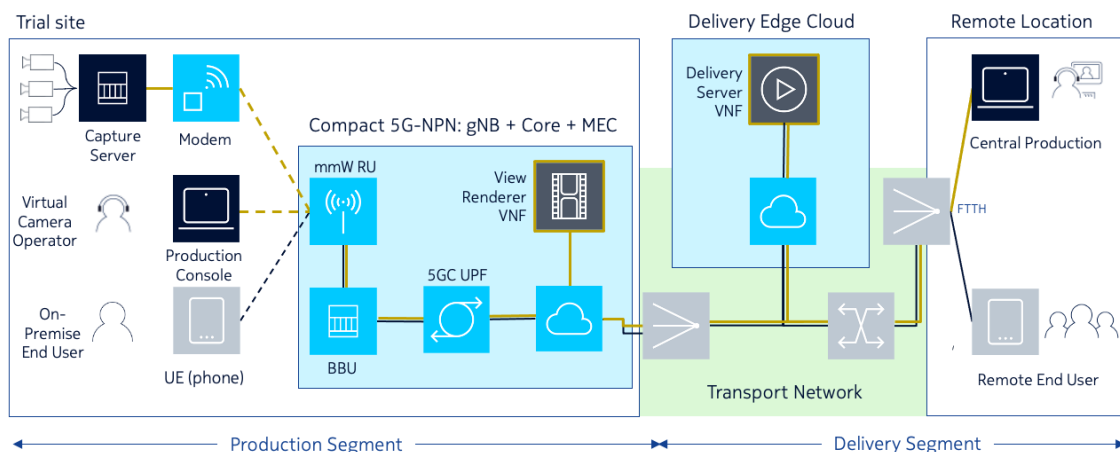 Trial site
Delivery Edge Cloud
Remote Location
Capture
Server
Modem
Compact 5G-NPN: gNB + Core + MEC
Delivery
Server
VNF
Central Production
mmW RU
View
Renderer
VNF
Virtual
Camera
Operator
Production
Console
FTTH
5GC UPF
On-
Premise
End User
UE (phone)
BBU
Transport Network
Remote End User
Production Segment
Delivery Segment